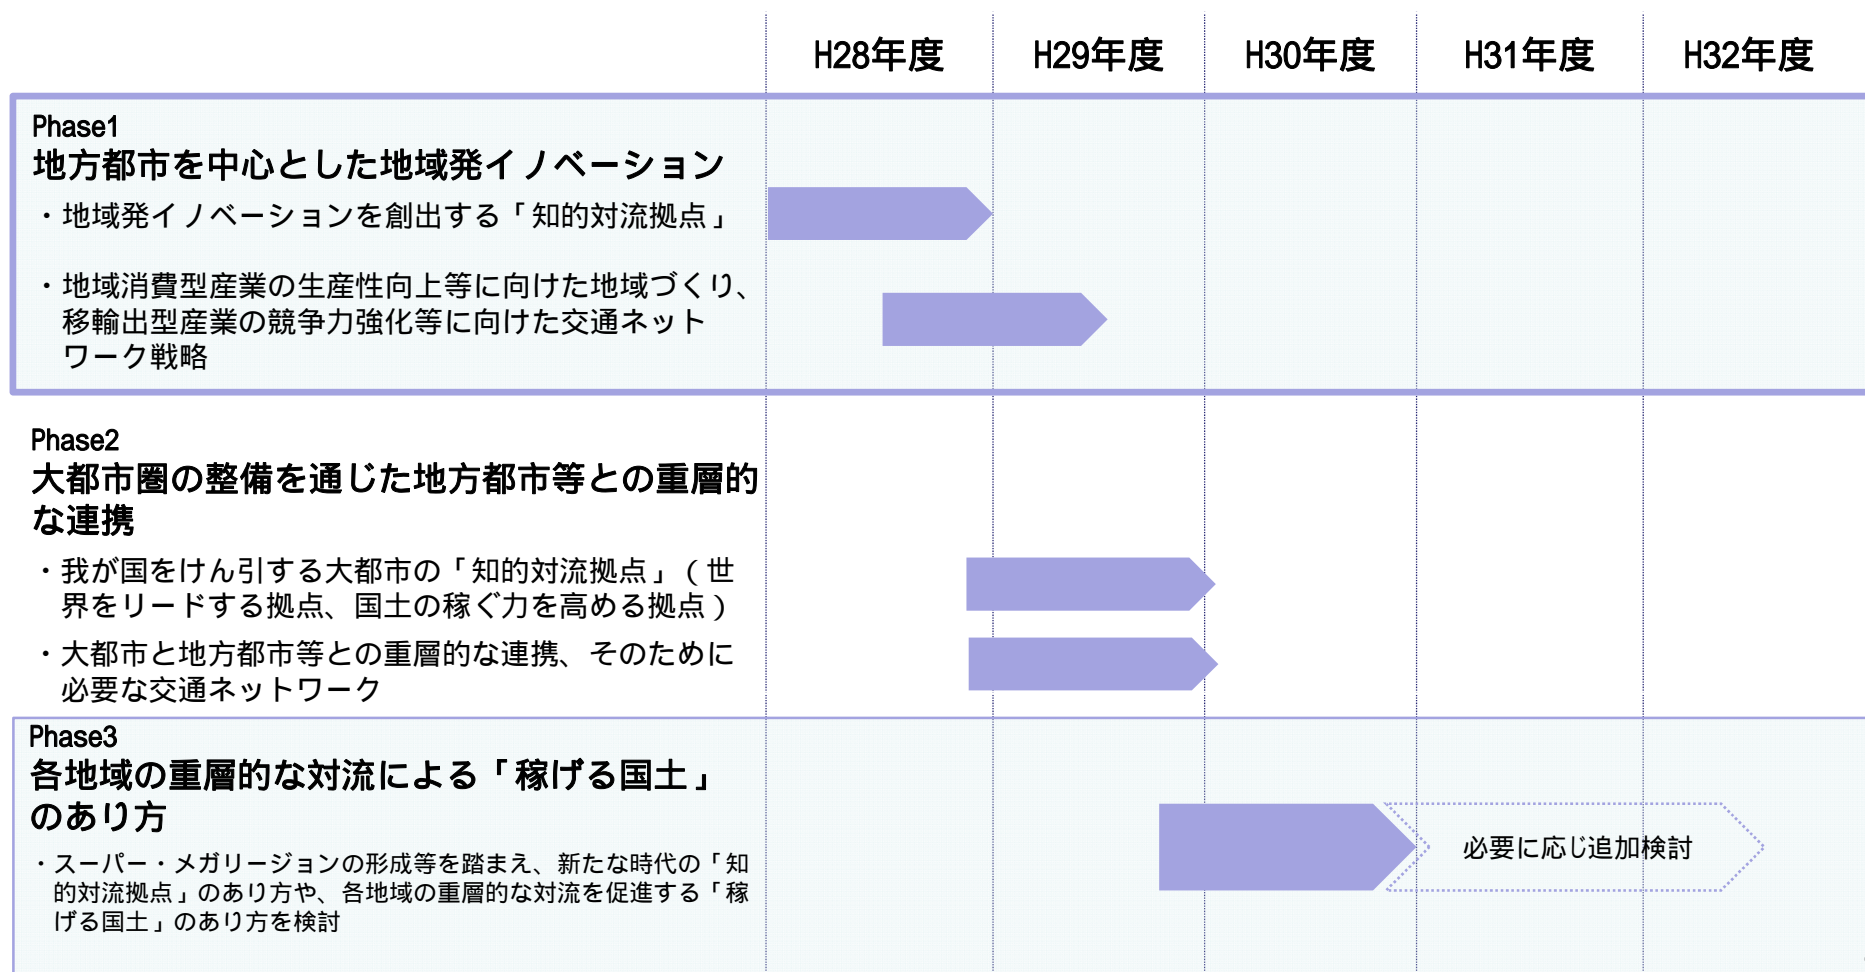 H28年度 H29年度 H30年度 H31年度 H32年度
Phase1
地方都市を中心とした地域発イノベーション
・地域発イノベーションを創出する「知的対流拠点」
・地域消費型産業の生産性向上等に向けた地域づくり、
移輸出型産業の競争力強化等に向けた交通ネット
ワーク戦略
Phase2
大都市圏の整備を通じた地方都市等との重層的
な連携
・我が国をけん引する大都市の「知的対流拠点」(世
界をリードする拠点、国土の稼ぐ力を高める拠点)
・大都市と地方都市等との重層的な連携、そのために
必要な交通ネットワーク
Phase3
各地域の重層的な対流による「稼げる国土」
のあり方
・スーパー・メガリージョンの形成等を踏まえ、新たな時代の「知
的対流拠点」のあり方や、各地域の重層的な対流を促進する「稼
げる国土」のあり方を検討
必要に応じ追加検討